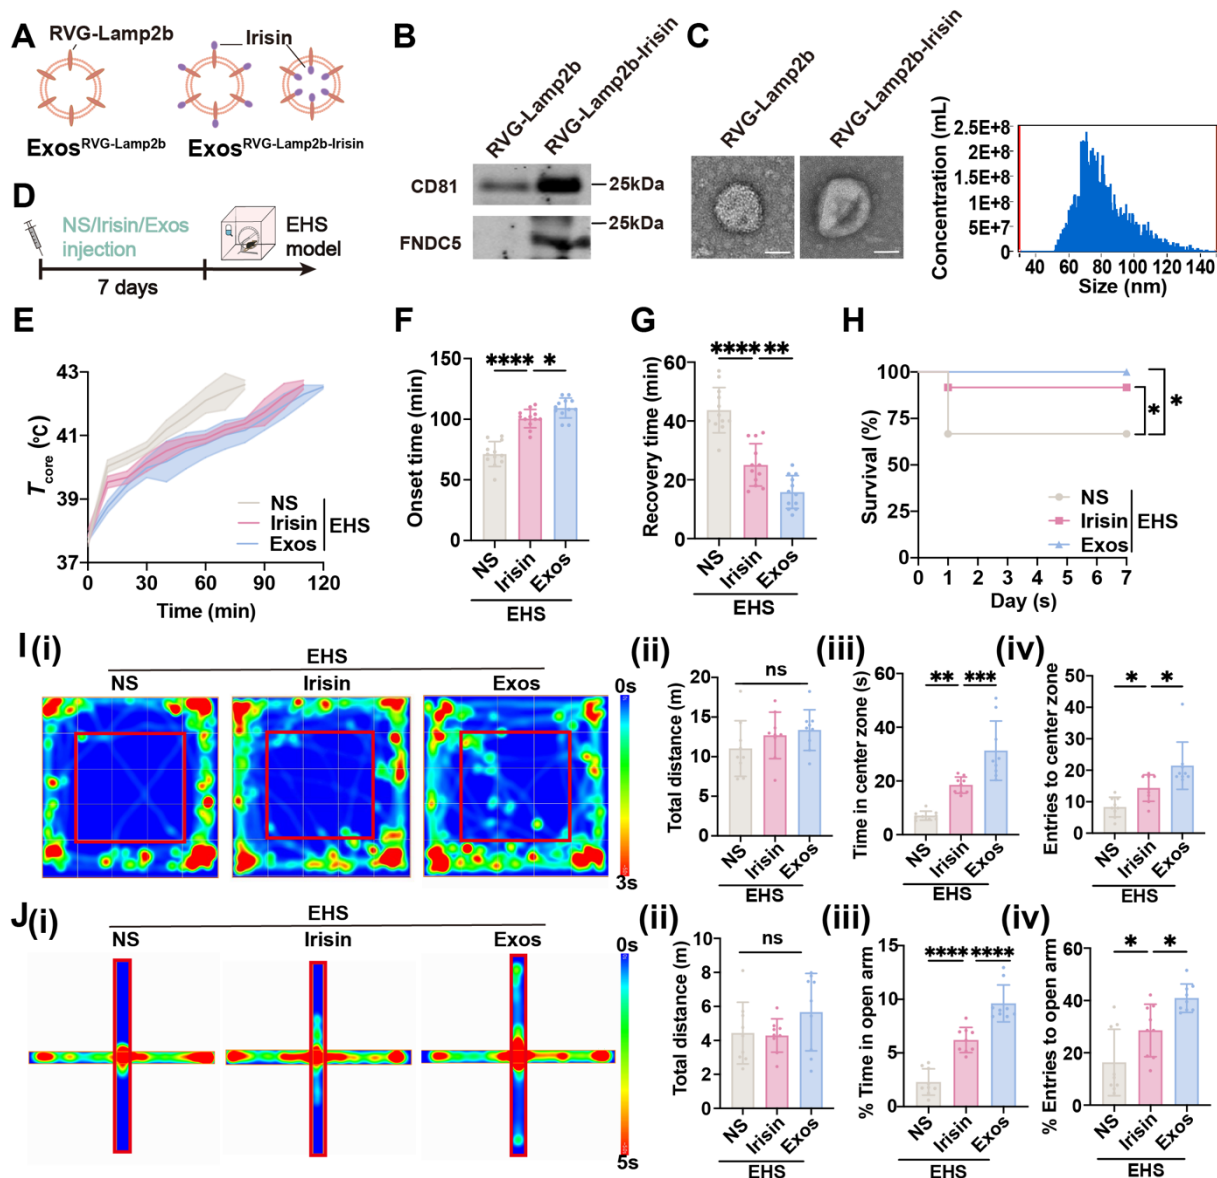 A
RVG-Lamp2b
Irisin
Exos^RVG-Lamp2b
Exos^RVG-Lamp2b-Irisin
B
RVG-Lamp2b
RVG-Lamp2b-Irisin
CD81
25kDa
25kDa
FNDC5
C
RVG-Lamp2b
RVG-Lamp2b-Irisin
Concentration (mL)
2.5E+8
2E+8
1.5E+8
1E+8
5E+7
0
40 60 80 100 120 140
Size (nm)
D
NS/Irisin/Exos
injection
7 days
EHS
model
E
T_core (°C)
43
41
39
37
0 30 60 90 120
Time (min)
NS
Irisin
Exos
EHS
F
Onset time (min)
150
100
50
0
**** *
NS Irisin Exos
EHS
G
Recovery time (min)
60
40
20
0
**** **
NS Irisin Exos
EHS
H
Survival (%)
100
75
50
25
0
0 1 2 3 4 5 6 7
Day (s)
* *
NS
Irisin
Exos
EHS
I (i)
EHS
NS Irisin Exos
0s
3s
(ii)
Total distance (m)
20
15
10
5
0
ns
NS Irisin Exos
EHS
(iii)
Time in center zone (s)
60
40
20
0
** ***
NS Irisin Exos
EHS
(iv)
Entries to center zone
50
40
30
20
10
0
* *
NS Irisin Exos
EHS
J (i)
EHS
NS Irisin Exos
0s
5s
(ii)
Total distance (m)
10
8
6
4
2
0
ns
NS Irisin Exos
EHS
(iii)
% Time in open arm
15
10
5
0
**** ****
NS Irisin Exos
EHS
(iv)
% Entries to open arm
60
40
20
0
* *
NS Irisin Exos
EHS